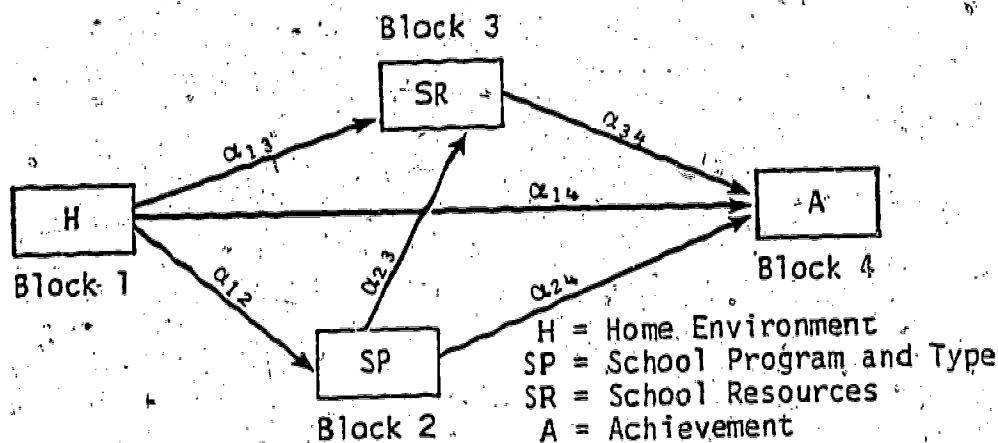 Block 3
SR
α13
α34
H
α14
A
Block 1
α12
α23
α24
Block 4
SP
Block 2
H = Home Environment
SP = School Program and Type
SR = School Resources
A = Achievement